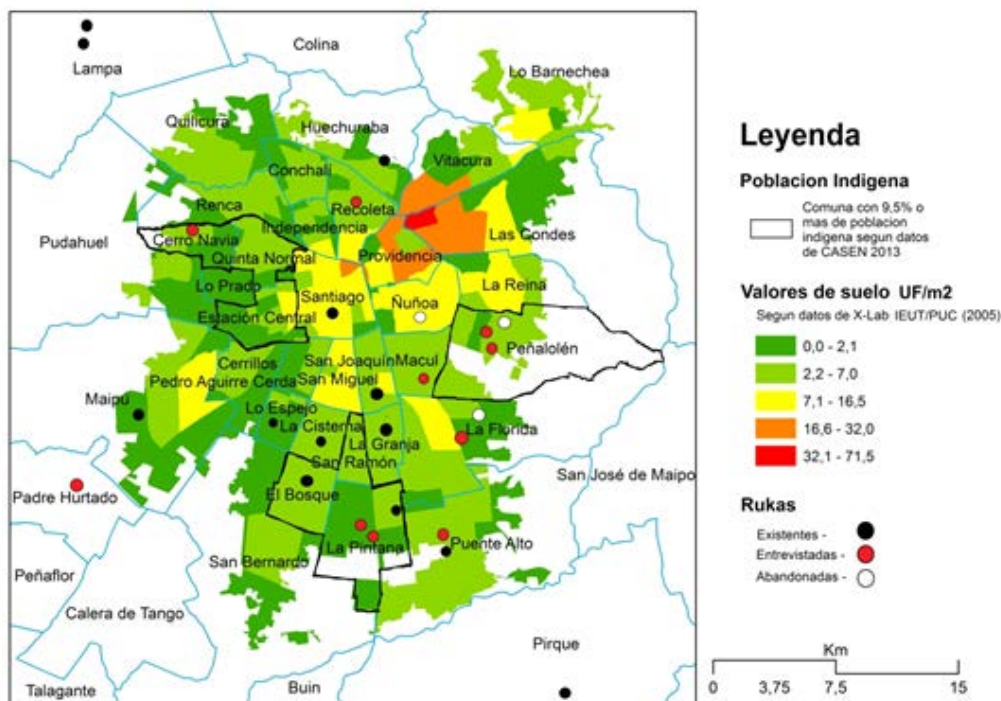 Colina
Lampa
Lo Barnechea
Quilicura
Huechuraba
Vitacura
Conchalí
Renca
Recoleta
Independencia
Pudahuel
Cerro Navia
Las Condes
Quinta Normal
Providencia
Lo Prado
La Reina
Santiago
Ñuñoa
Estación Central
Peñalolén
Cerrillos
San Joaquín
Macul
Pedro Aguirre Cerda
San Miguel
Maipú
Lo Espejo
La Cisterna
La Granja
La Florida
San Ramón
San José de Maipo
Padre Hurtado
El Bosque
La Pintana
Puente Alto
San Bernardo
Peñaflor
Calera de Tango
Pirque
Talagante
Buin
Leyenda
Poblacion Indigena
Comuna con 9,5% o
mas de poblacion
indigena segun datos
de CASEN 2013
Valores de suelo UF/m2
Segun datos de X-Lab IEUT/PUC (2005)
0,0 - 2,1
2,2 - 7,0
7,1 - 16,5
16,6 - 32,0
32,1 - 71,5
Rukas
Existentes -
Entrevistadas -
Abandonadas -
Km
0 3,75 7,5 15